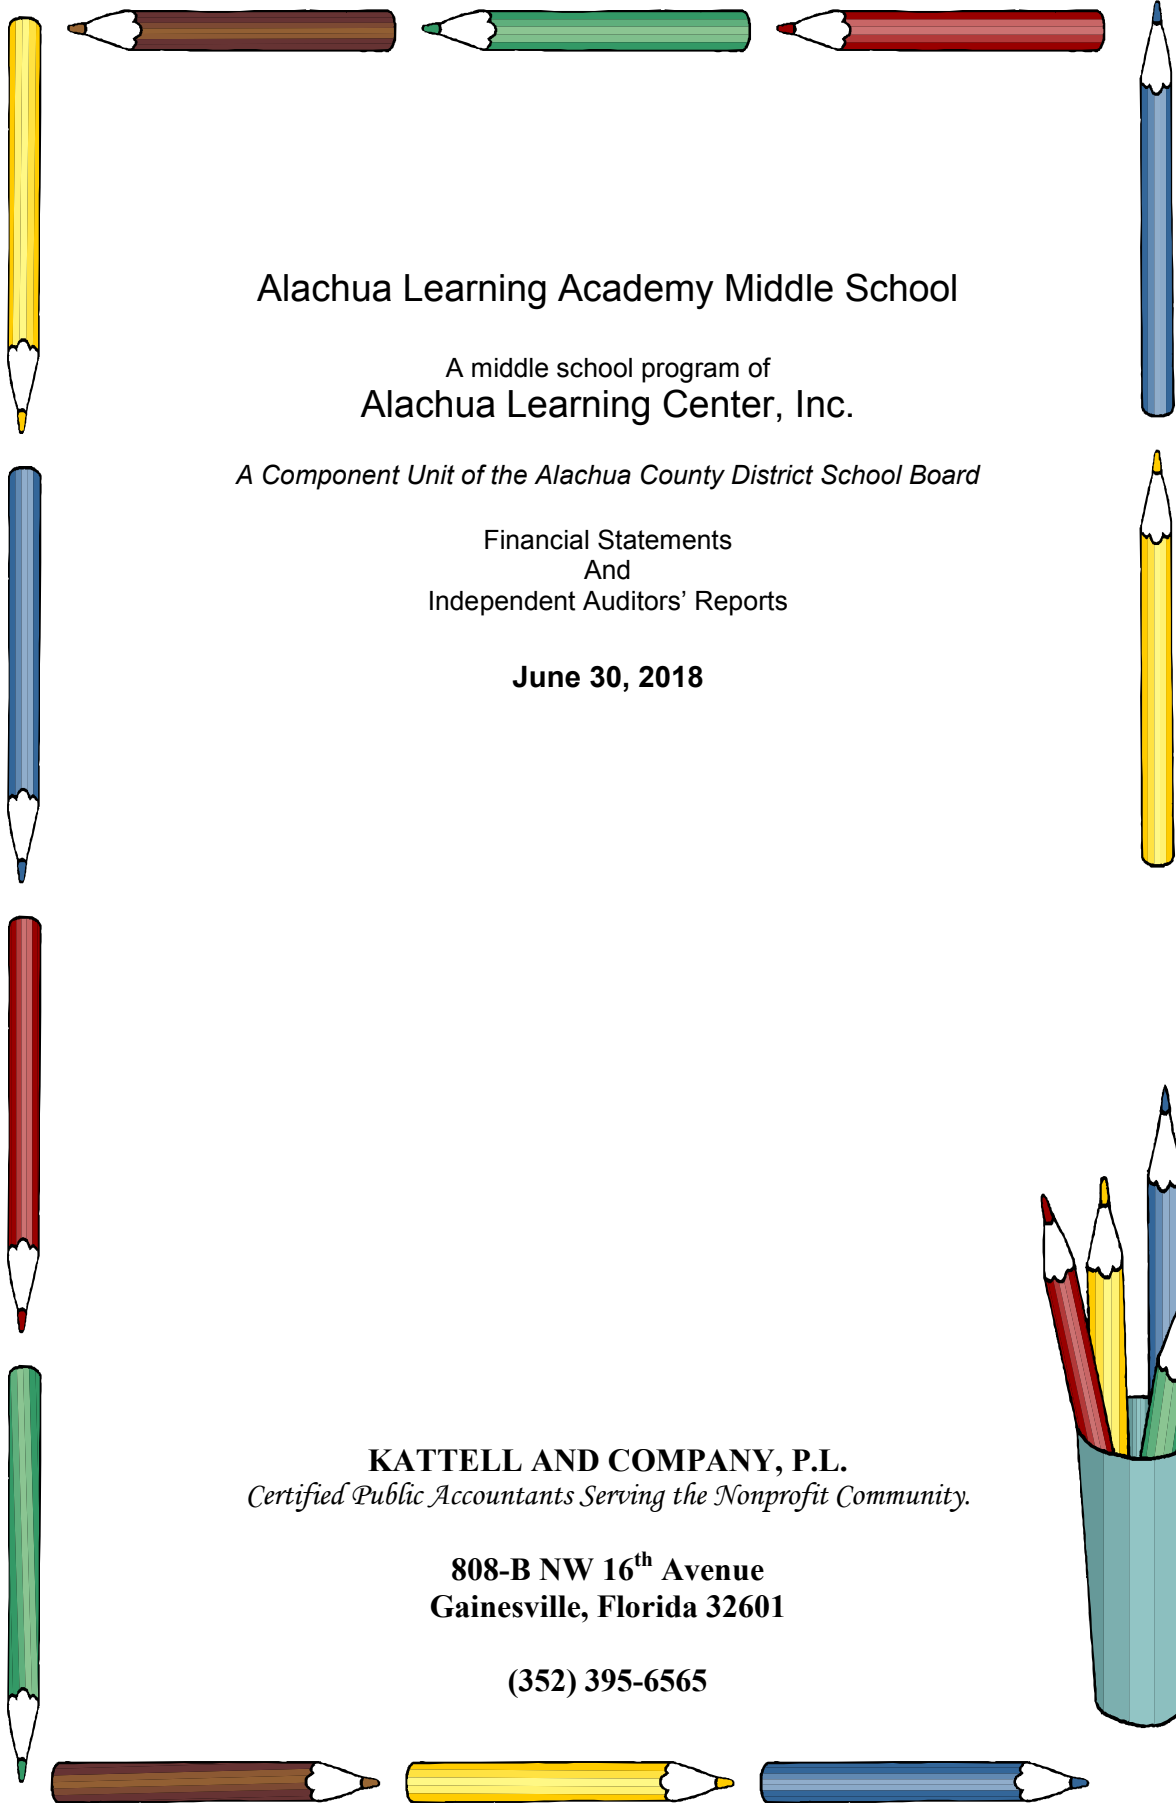 Alachua Learning Academy Middle School
A middle school program of
Alachua Learning Center, Inc.
A Component Unit of the Alachua County District School Board
Financial Statements
And
Independent Auditors’ Reports
June 30, 2018
KATTELL AND COMPANY, P.L.
Certified Public Accountants Serving the Nonprofit Community.
808-B NW 16th Avenue
Gainesville, Florida 32601
(352) 395-6565